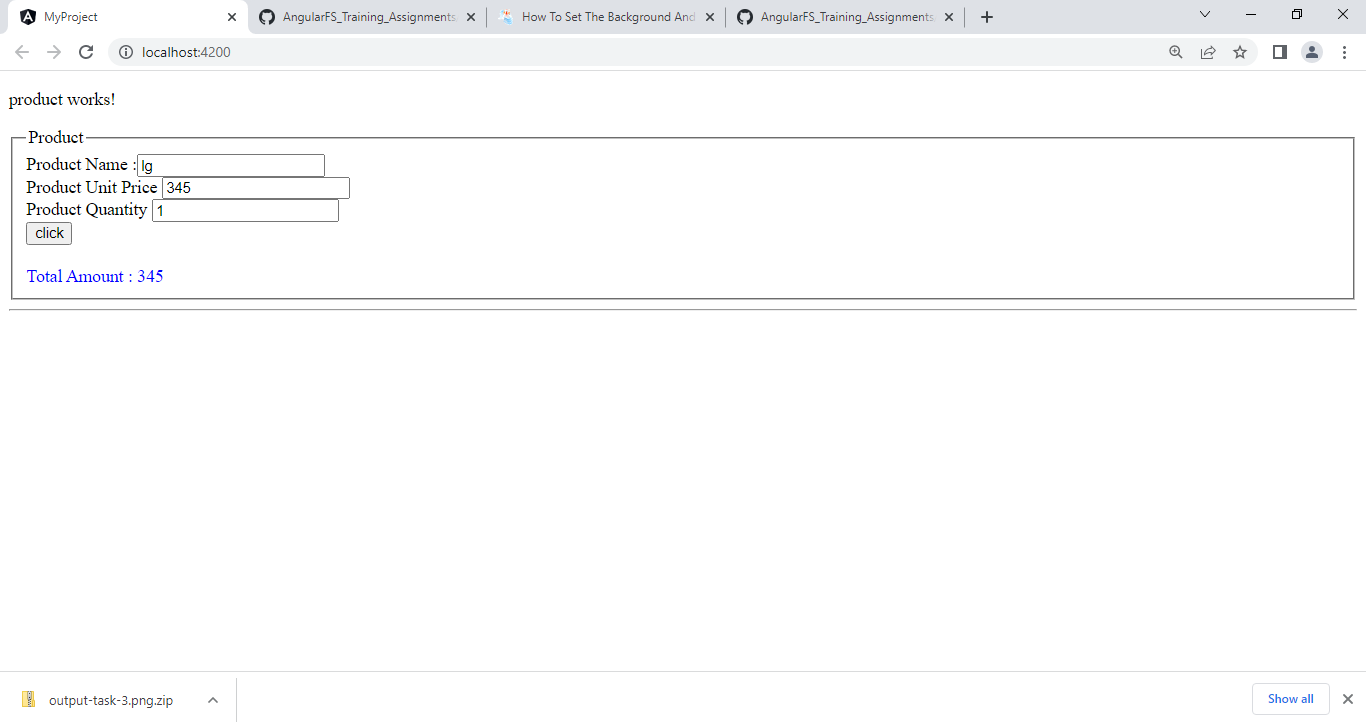 MyProject
AngularFS_Training_Assignments
How To Set The Background And
AngularFS_Training_Assignments
localhost:4200
product works!
Product
Product Name : lg
Product Unit Price 345
Product Quantity 1
click
Total Amount : 345
output-task-3.png.zip
Show all